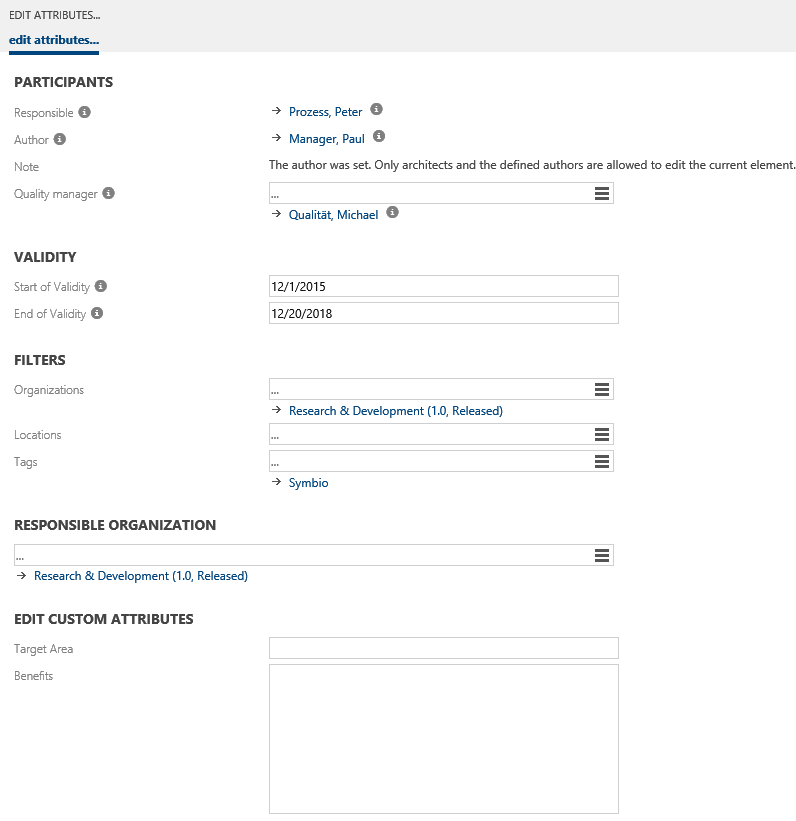 EDIT ATTRIBUTES...
edit attributes...
PARTICIPANTS
Responsible i → Prozess, Peter i
Author i → Manager, Paul i
Note The author was set. Only architects and the defined authors are allowed to edit the current element.
Quality manager i ...
→ Qualität, Michael i
VALIDITY
Start of Validity i 12/1/2015
End of Validity i 12/20/2018
FILTERS
Organizations ...
→ Research & Development (1.0, Released)
Locations ...
Tags ...
→ Symbio
RESPONSIBLE ORGANIZATION
...
→ Research & Development (1.0, Released)
EDIT CUSTOM ATTRIBUTES
Target Area
Benefits